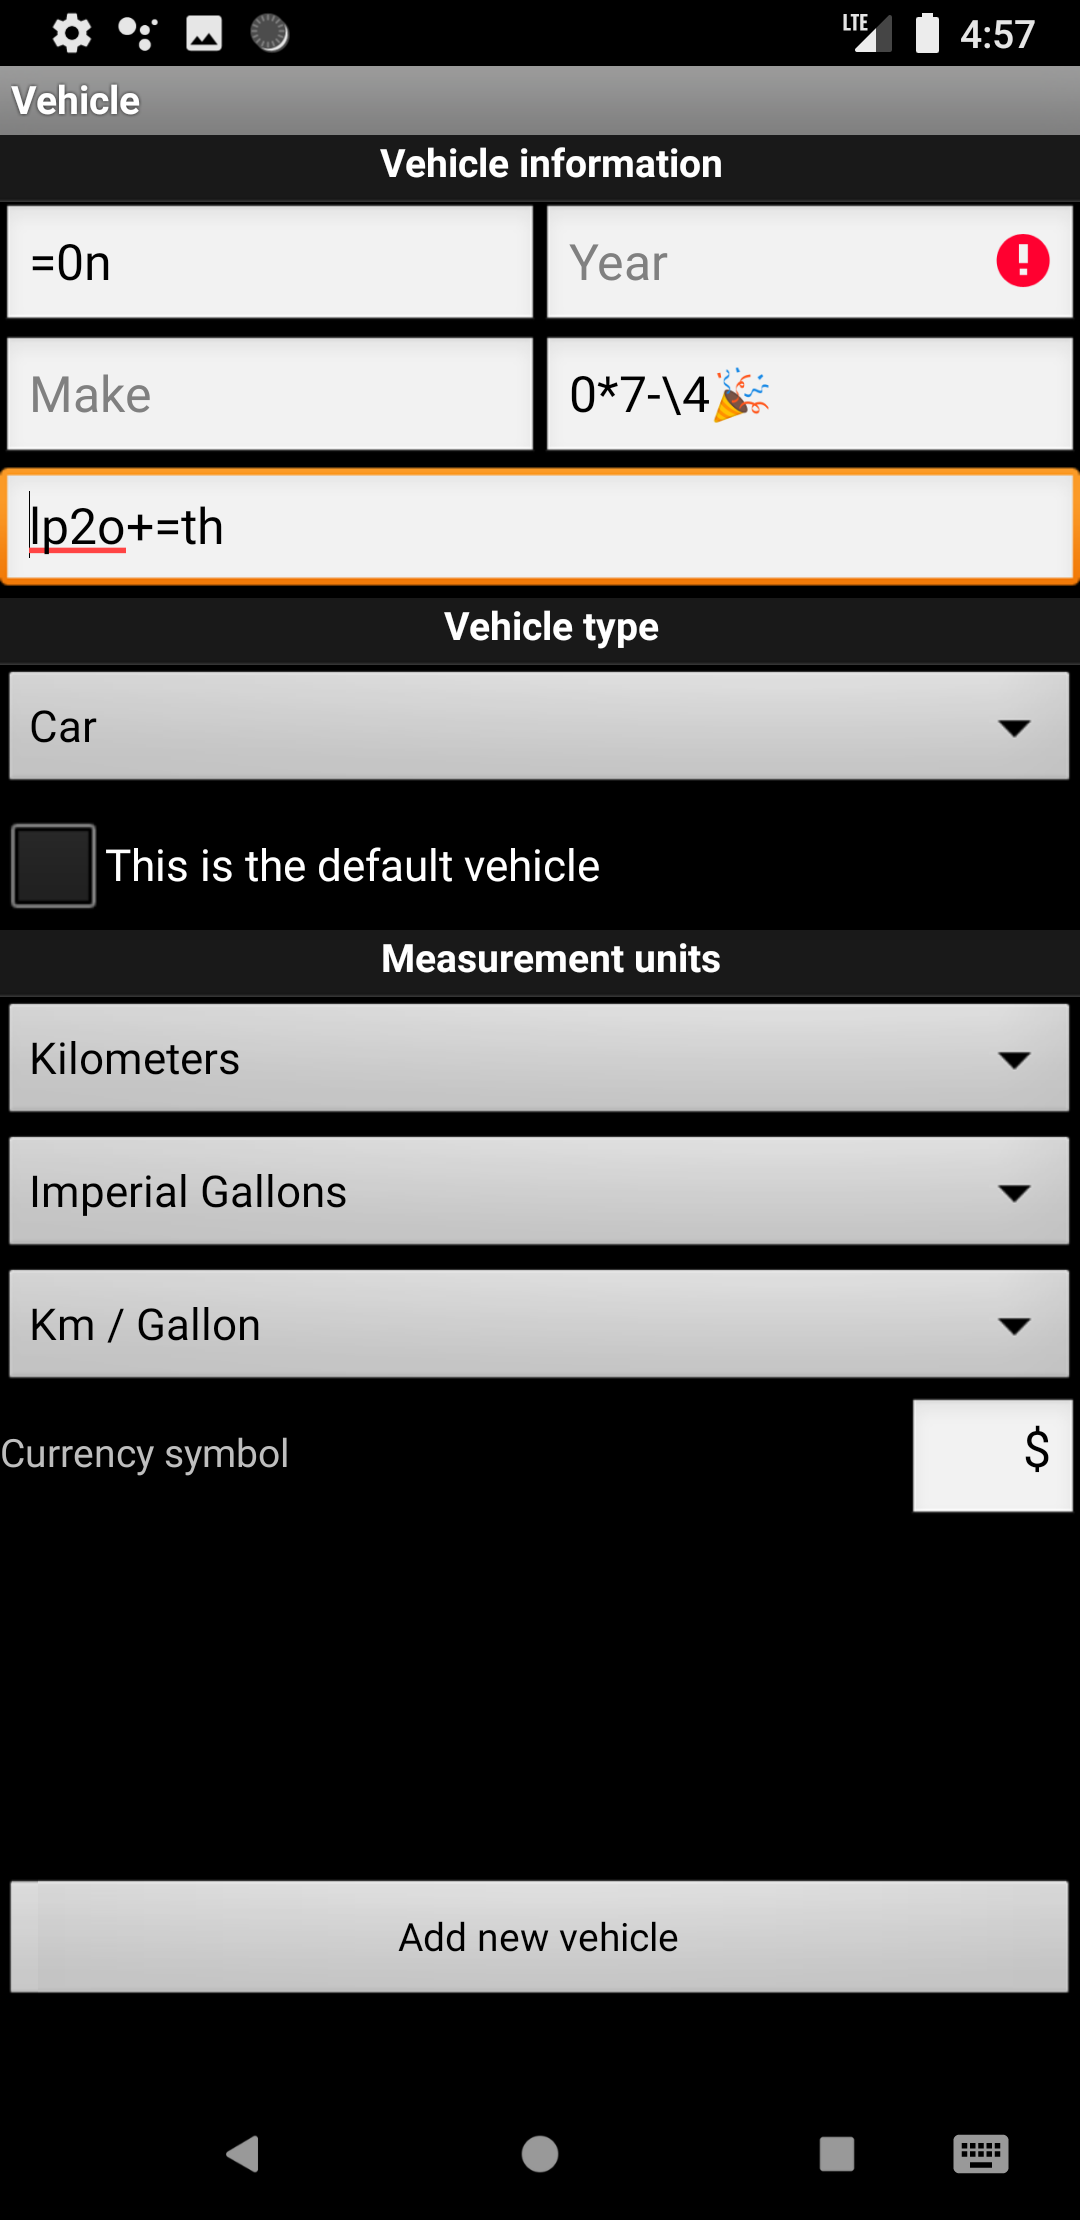 LTE 4:57
Vehicle
Vehicle information
=0n
Year
Make
0*7-\4🎉
lp2o+=th
Vehicle type
Car
This is the default vehicle
Measurement units
Kilometers
Imperial Gallons
Km / Gallon
Currency symbol
$
Add new vehicle